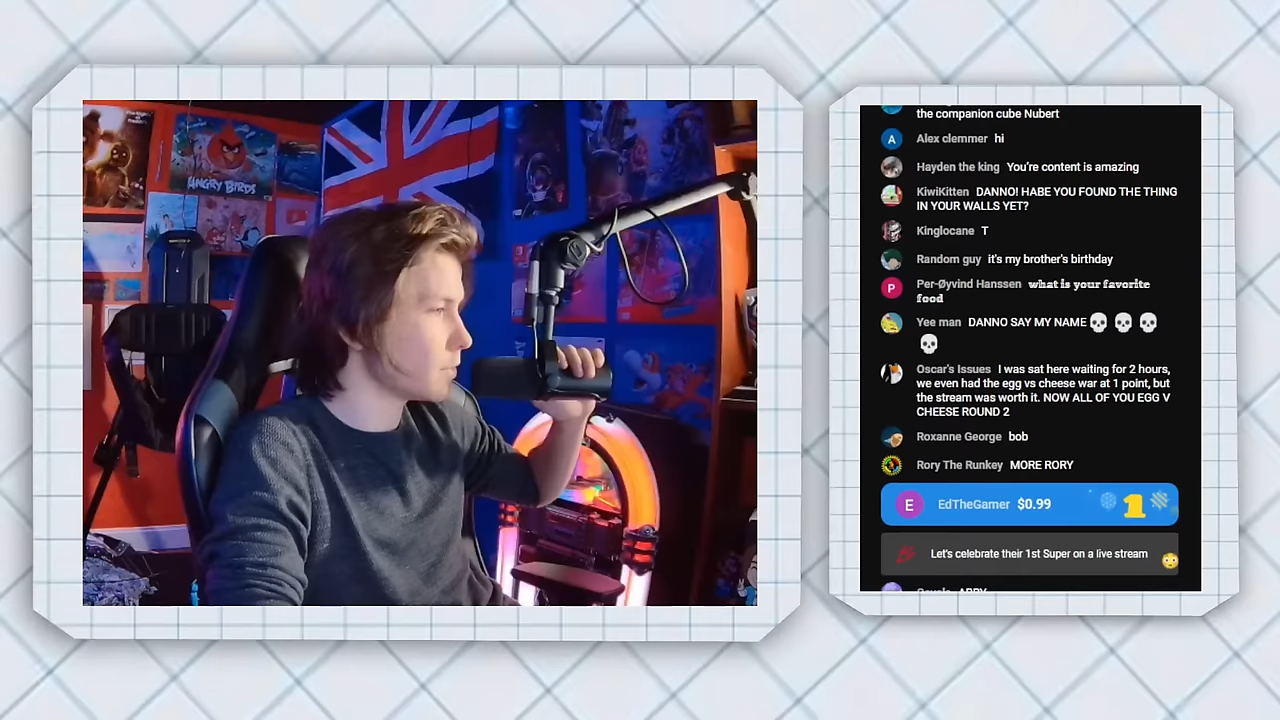 ANGRY BIRDS
the companion cube Nubert
A Alex clemmer hi
Hayden the king You're content is amazing
KiwiKitten DANNO! HABE YOU FOUND THE THING
IN YOUR WALLS YET?
Kinglocane T
Random guy it's my brother's birthday
P Per-Øyvind Hanssen 𝖜𝖍𝖆𝖙 𝖎𝖘 𝖞𝖔𝖚𝖗 𝖋𝖆𝖛𝖔𝖗𝖎𝖙𝖊
𝖋𝖔𝖔𝖉
Yee man DANNO SAY MY NAME 💀 💀 💀
💀
Oscar's Issues I was sat here waiting for 2 hours,
we even had the egg vs cheese war at 1 point, but
the stream was worth it. NOW ALL OF YOU EGG V
CHEESE ROUND 2
Roxanne George bob
Rory The Runkey MORE RORY
E EdTheGamer $0.99 1
Let's celebrate their 1st Super on a live stream